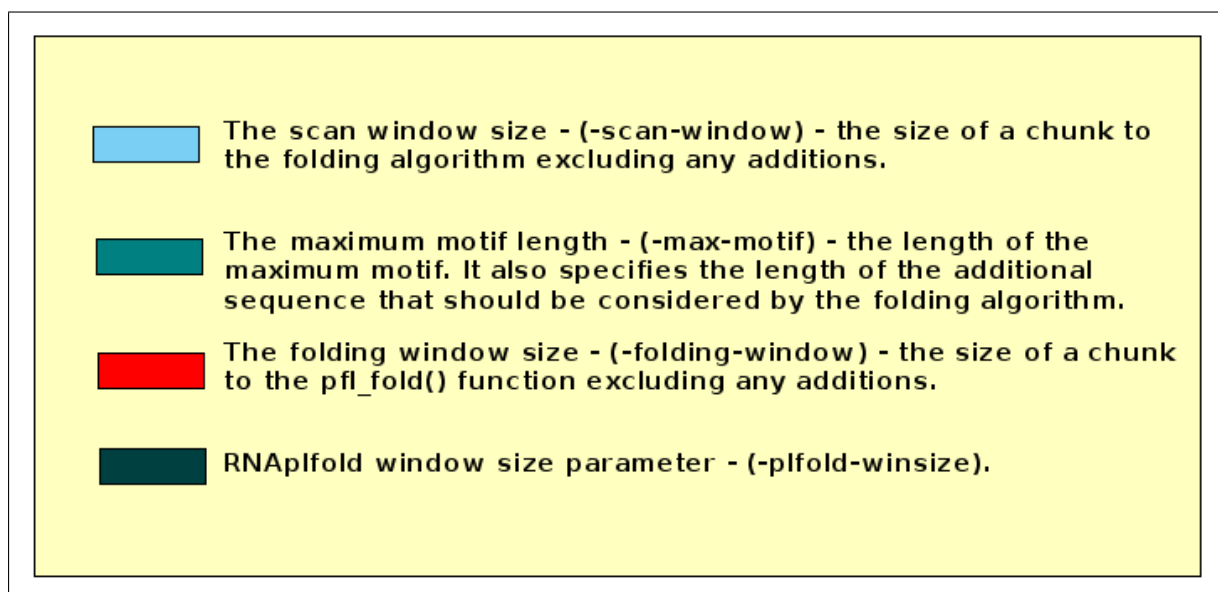 The scan window size - (-scan-window) - the size of a chunk to
the folding algorithm excluding any additions.
The maximum motif length - (-max-motif) - the length of the
maximum motif. It also specifies the length of the additional
sequence that should be considered by the folding algorithm.
The folding window size - (-folding-window) - the size of a chunk
to the pfl_fold() function excluding any additions.
RNAplfold window size parameter - (-plfold-winsize).